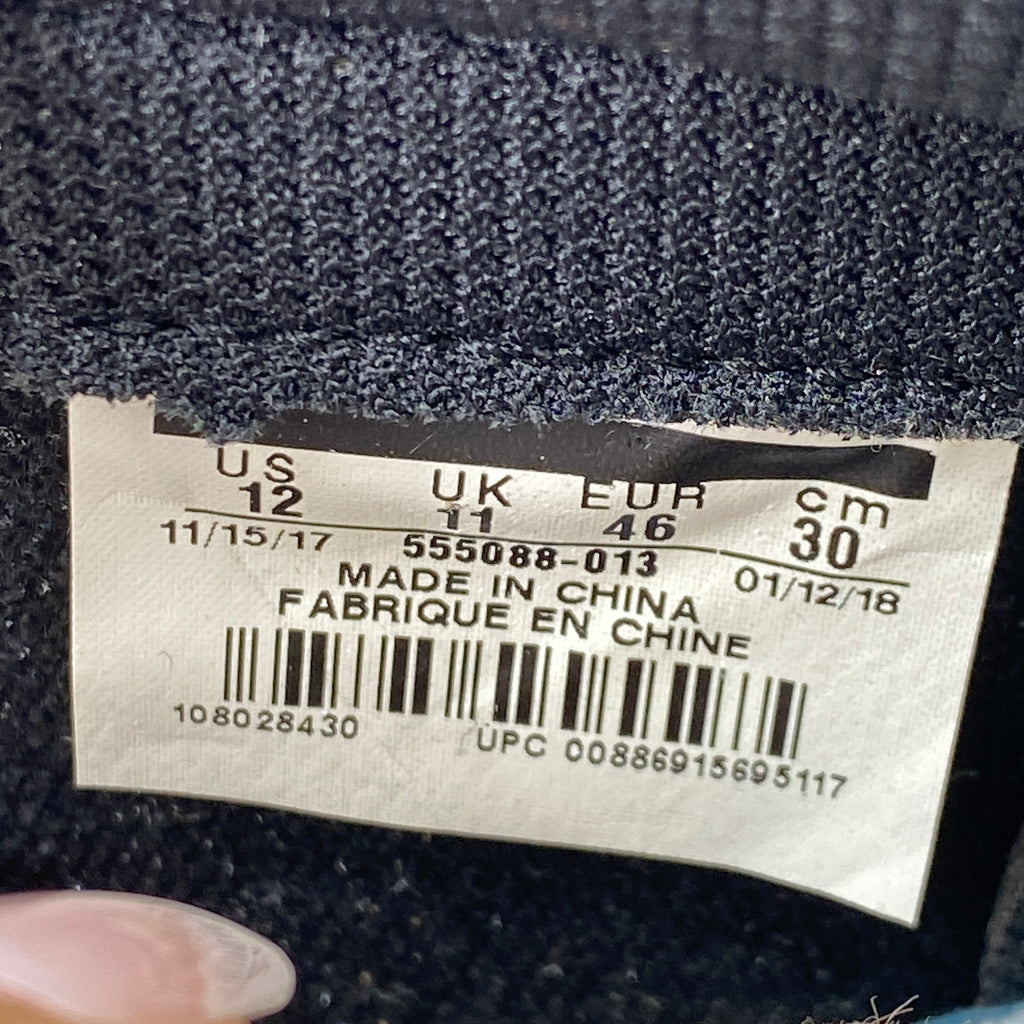 US UK EUR cm
12 11 46 30
11/15/17 555088-013 01/12/18
MADE IN CHINA
FABRIQUE EN CHINE
108028430 UPC 00886915695117